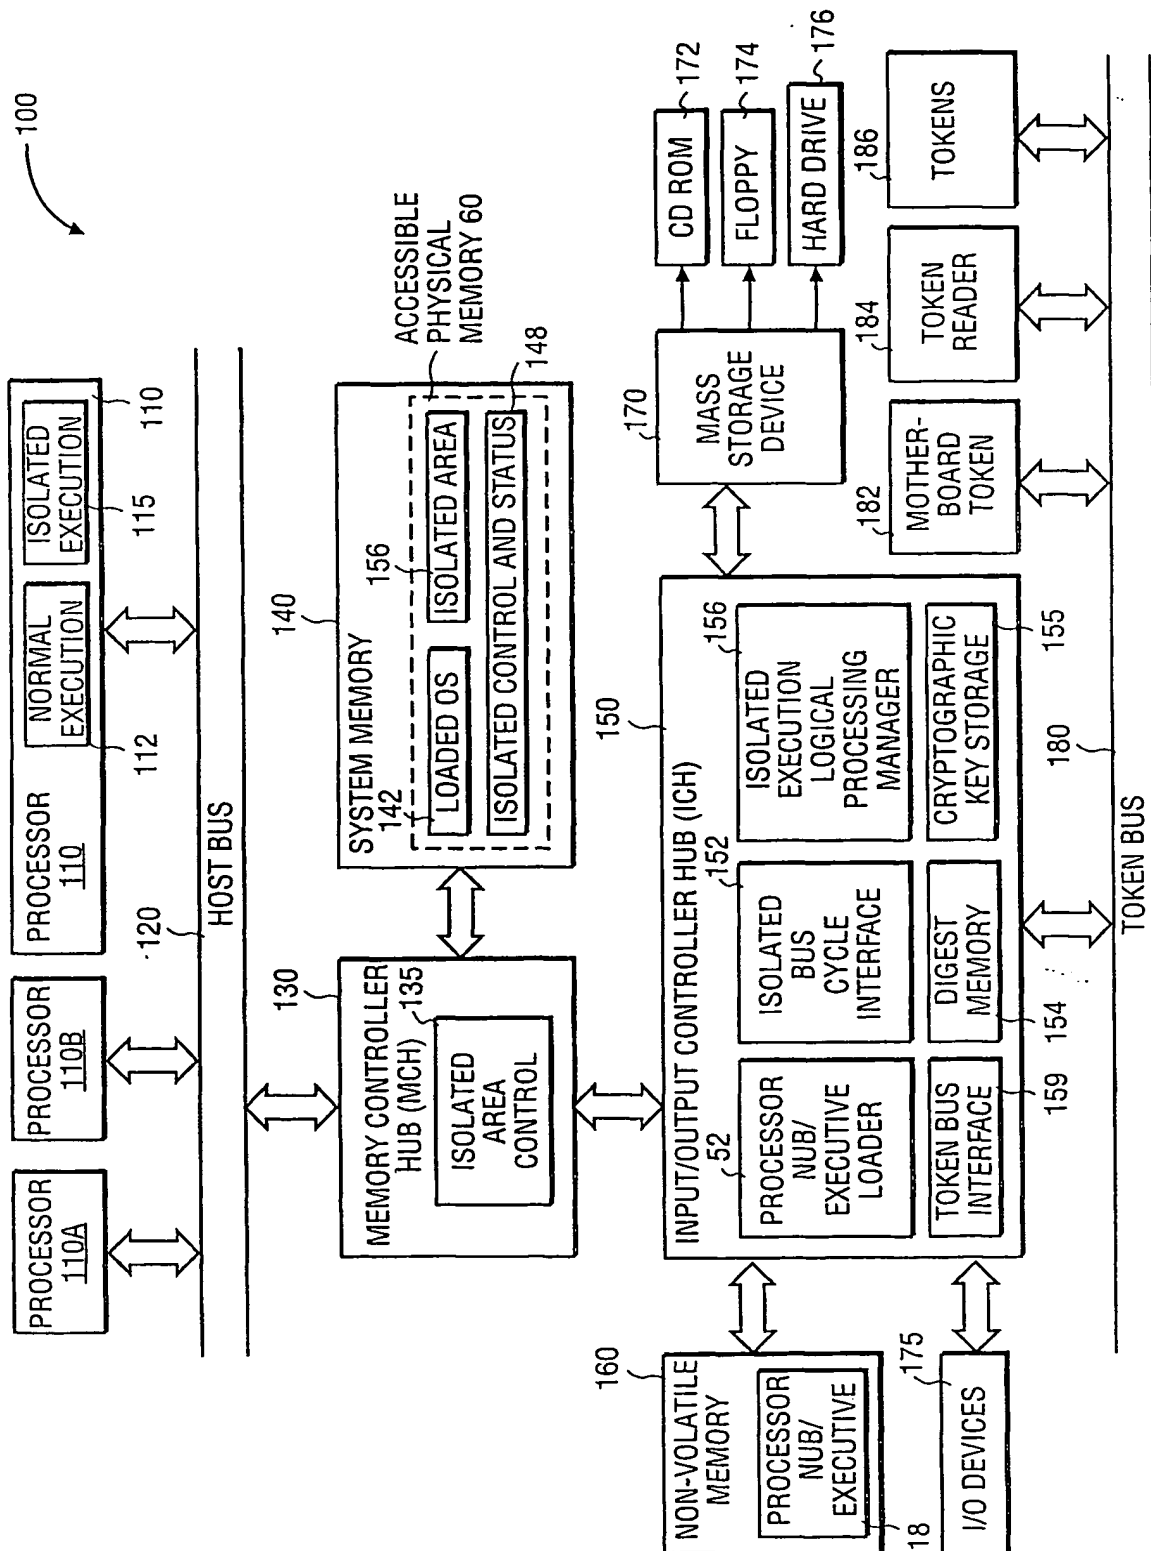 100
PROCESSOR
110A
PROCESSOR
110B
PROCESSOR
110
NORMAL
EXECUTION
112
ISOLATED
EXECUTION
115
110
120
HOST BUS
130
MEMORY CONTROLLER
HUB (MCH)
135
ISOLATED
AREA
CONTROL
140
SYSTEM MEMORY
142
LOADED OS
156
ISOLATED AREA
ISOLATED CONTROL AND STATUS
148
ACCESSIBLE
PHYSICAL
MEMORY 60
150
INPUT/OUTPUT CONTROLLER HUB (ICH)
52
PROCESSOR
NUB/
EXECUTIVE
LOADER
152
ISOLATED
BUS
CYCLE
INTERFACE
156
ISOLATED
EXECUTION
LOGICAL
PROCESSING
MANAGER
TOKEN BUS
INTERFACE
159
DIGEST
MEMORY
154
CRYPTOGRAPHIC
KEY STORAGE
155
160
NON-VOLATILE
MEMORY
PROCESSOR
NUB/
EXECUTIVE
18
175
I/O DEVICES
170
MASS
STORAGE
DEVICE
CD ROM
172
FLOPPY
174
HARD DRIVE
176
182
MOTHER-
BOARD
TOKEN
184
TOKEN
READER
186
TOKENS
180
TOKEN BUS